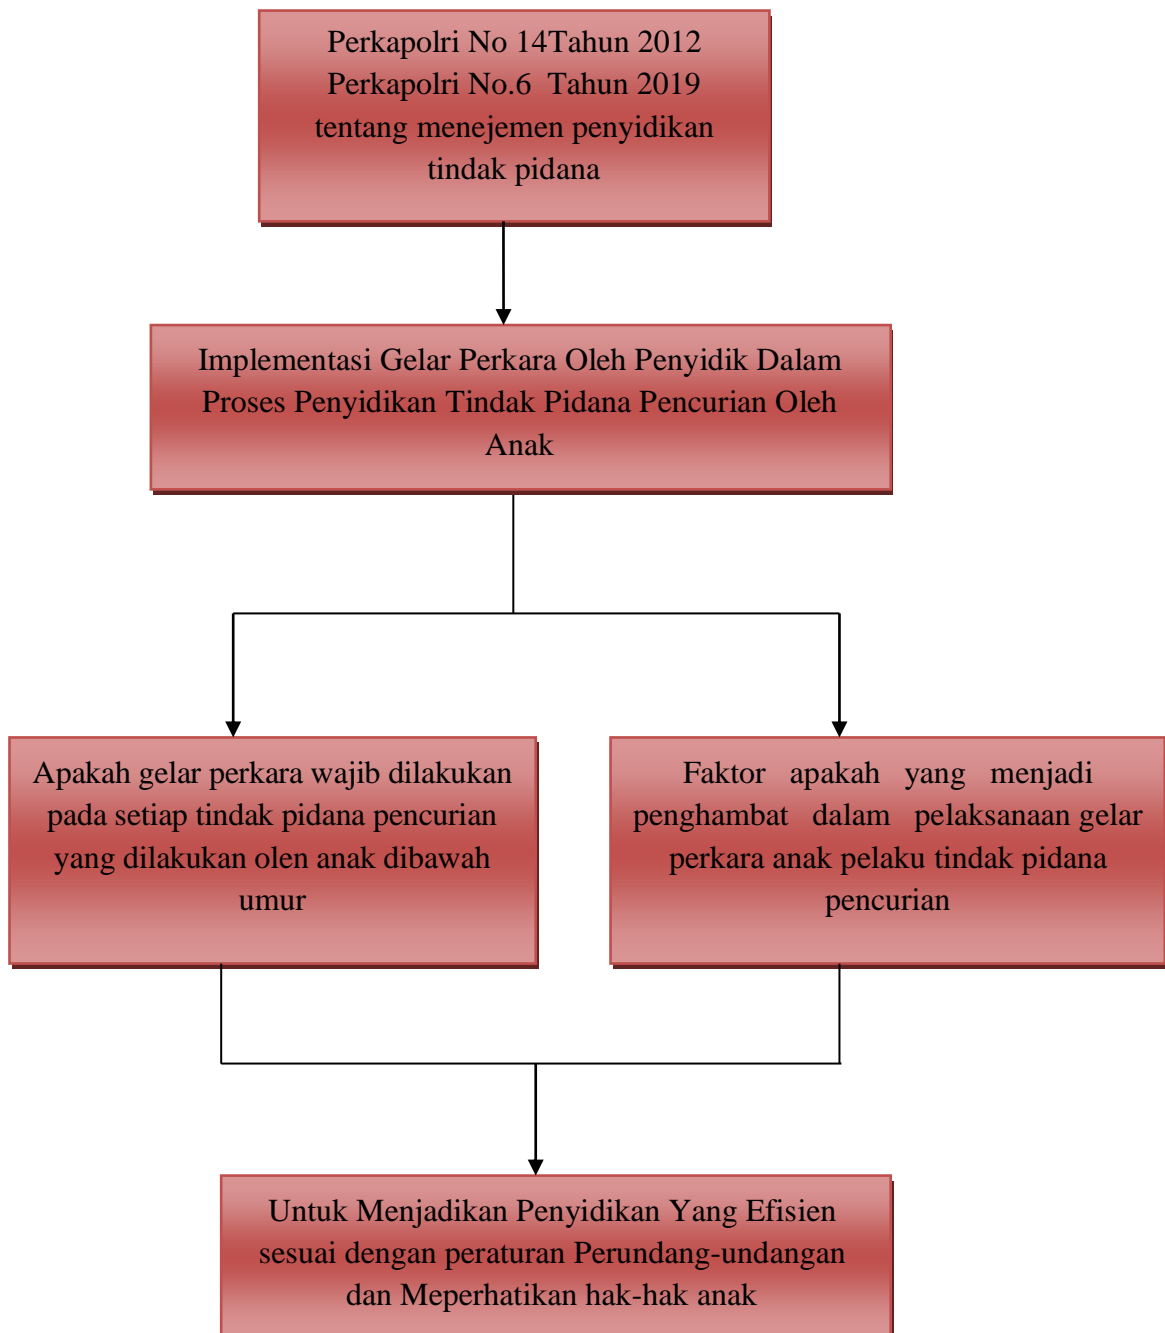 Perkapolri No 14Tahun 2012
Perkapolri No.6 Tahun 2019
tentang menejemen penyidikan
tindak pidana
Implementasi Gelar Perkara Oleh Penyidik Dalam
Proses Penyidikan Tindak Pidana Pencurian Oleh
Anak
Apakah gelar perkara wajib dilakukan
pada setiap tindak pidana pencurian
yang dilakukan olen anak dibawah
umur
Faktor apakah yang menjadi
penghambat dalam pelaksanaan gelar
perkara anak pelaku tindak pidana
pencurian
Untuk Menjadikan Penyidikan Yang Efisien
sesuai dengan peraturan Perundang-undangan
dan Meperhatikan hak-hak anak